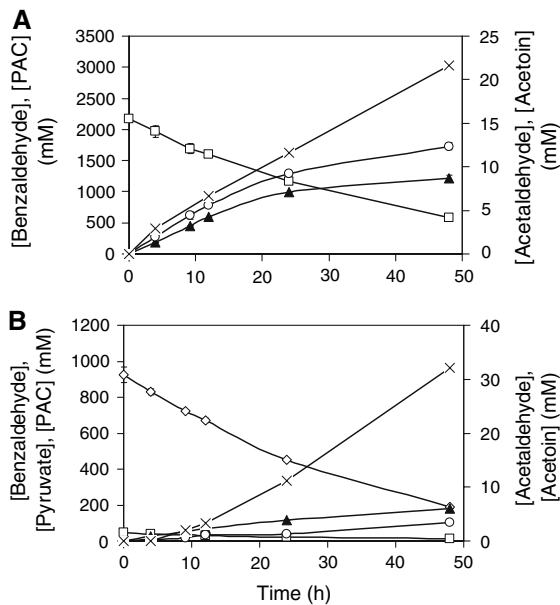 A
[Benzaldehyde], [PAC]
(mM)
3500
3000
2500
2000
1500
1000
500
0
0 10 20 30 40 50
25
20
15
10
5
0
[Acetaldehyde], [Acetoin]
(mM)
B
[Benzaldehyde],
[Pyruvate], [PAC] (mM)
1200
1000
800
600
400
200
0
0 10 20 30 40 50
40
30
20
10
0
[Acetaldehyde],
[Acetoin] (mM)
Time (h)